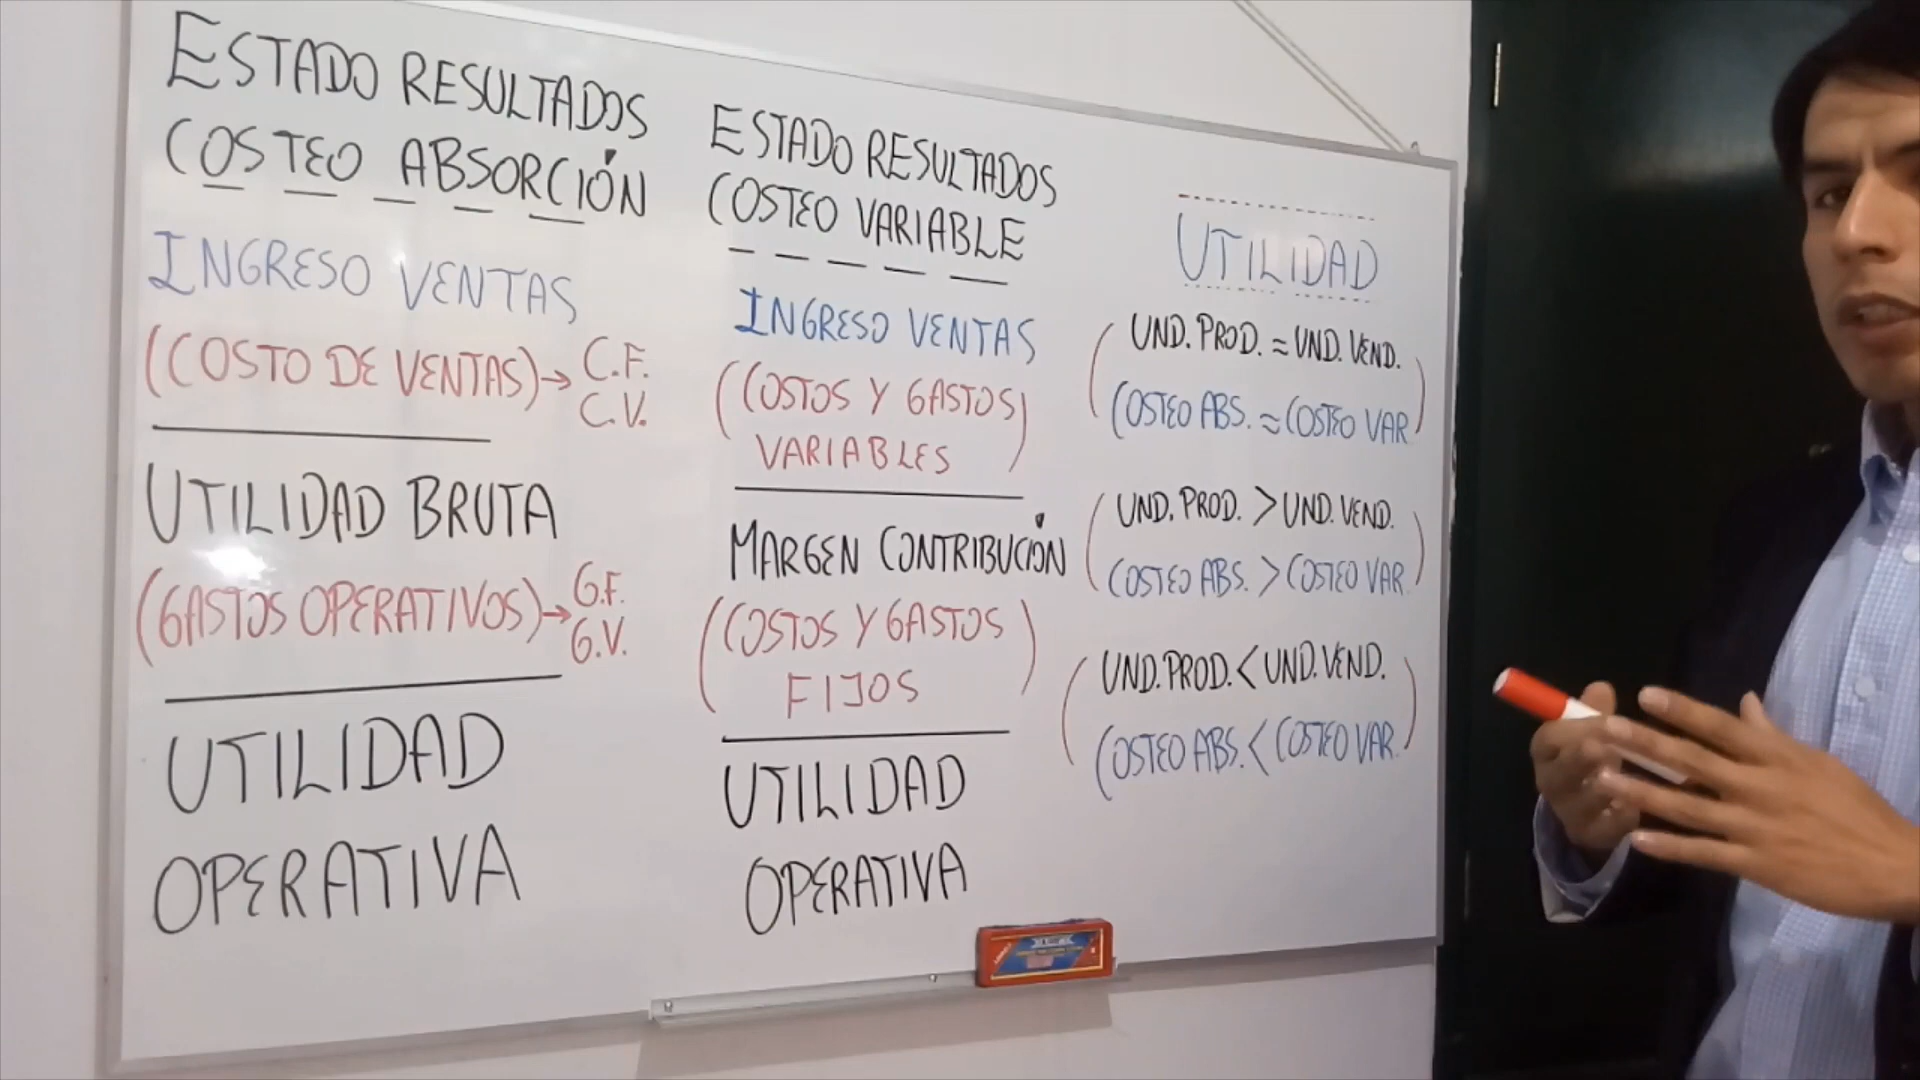 ESTADO RESULTADOS
COSTEO ABSORCIÓN
INGRESO VENTAS
(COSTO DE VENTAS)→ C.F.
C.V.
UTILIDAD BRUTA
(GASTOS OPERATIVOS)→ G.F.
G.V.
UTILIDAD
OPERATIVA
ESTADO RESULTADOS
COSTEO VARIABLE
INGRESO VENTAS
(COSTOS Y GASTOS
VARIABLES)
MARGEN CONTRIBUCIÓN
(COSTOS Y GASTOS
FIJOS)
UTILIDAD
OPERATIVA
UTILIDAD
(UND. PROD. = UND. VEND.
COSTEO ABS. ≈ COSTEO VAR)
(UND. PROD. > UND. VEND.
COSTEO ABS. > COSTEO VAR.)
(UND. PROD. < UND. VEND.
COSTEO ABS. < COSTEO VAR.)